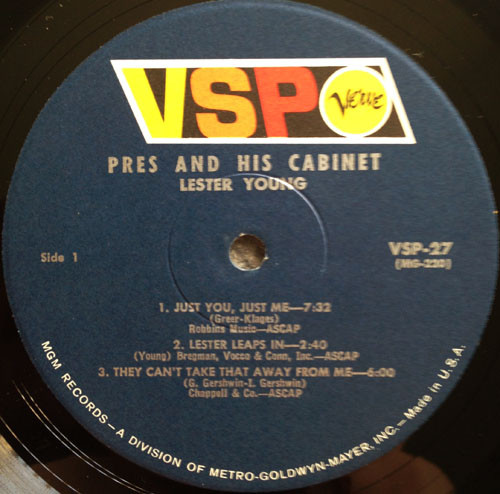 VSP VERVE
PRES AND HIS CABINET
LESTER YOUNG
Side 1
VSP-27
(MG-220)
1. JUST YOU, JUST ME—7:32
(Greer-Klages)
Robbins Music—ASCAP
2. LESTER LEAPS IN—2:40
(Young) Bregman, Vocco & Conn, Inc.—ASCAP
3. THEY CAN'T TAKE THAT AWAY FROM ME—6:00
(G. Gershwin-I. Gershwin)
Chappell & Co.—ASCAP
MGM RECORDS—A DIVISION OF METRO-GOLDWYN-MAYER, INC.—Made in U.S.A.